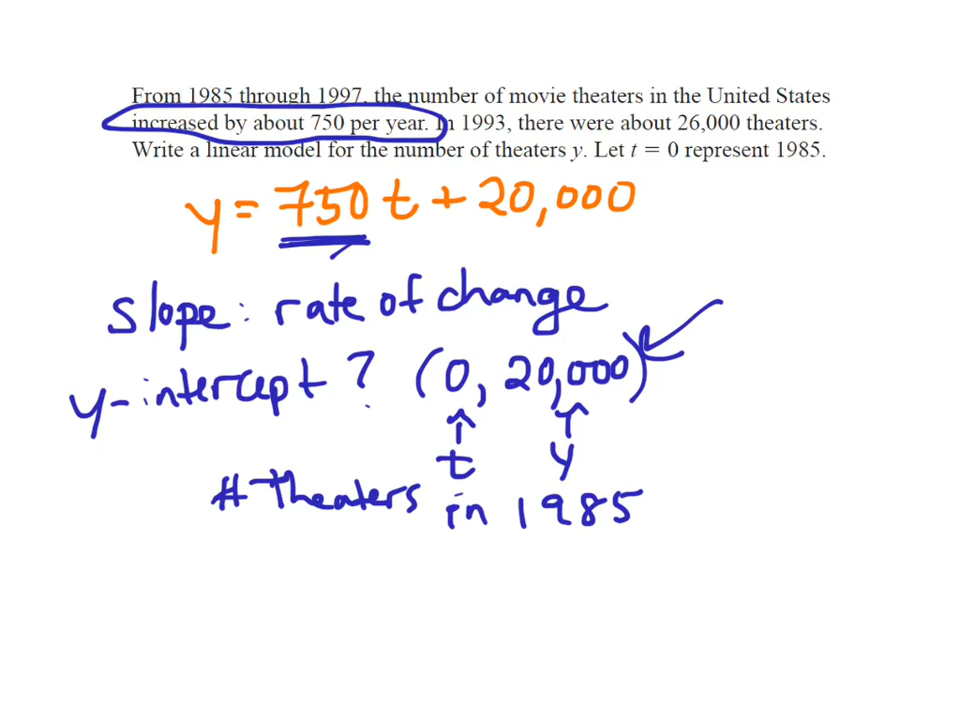 From 1985 through 1997, the number of movie theaters in the United States
increased by about 750 per year. In 1993, there were about 26,000 theaters.
Write a linear model for the number of theaters y. Let t = 0 represent 1985.
y = 750 t + 20,000
slope: rate of change
y-intercept? (0, 20,000)
t y
# Theaters in 1985